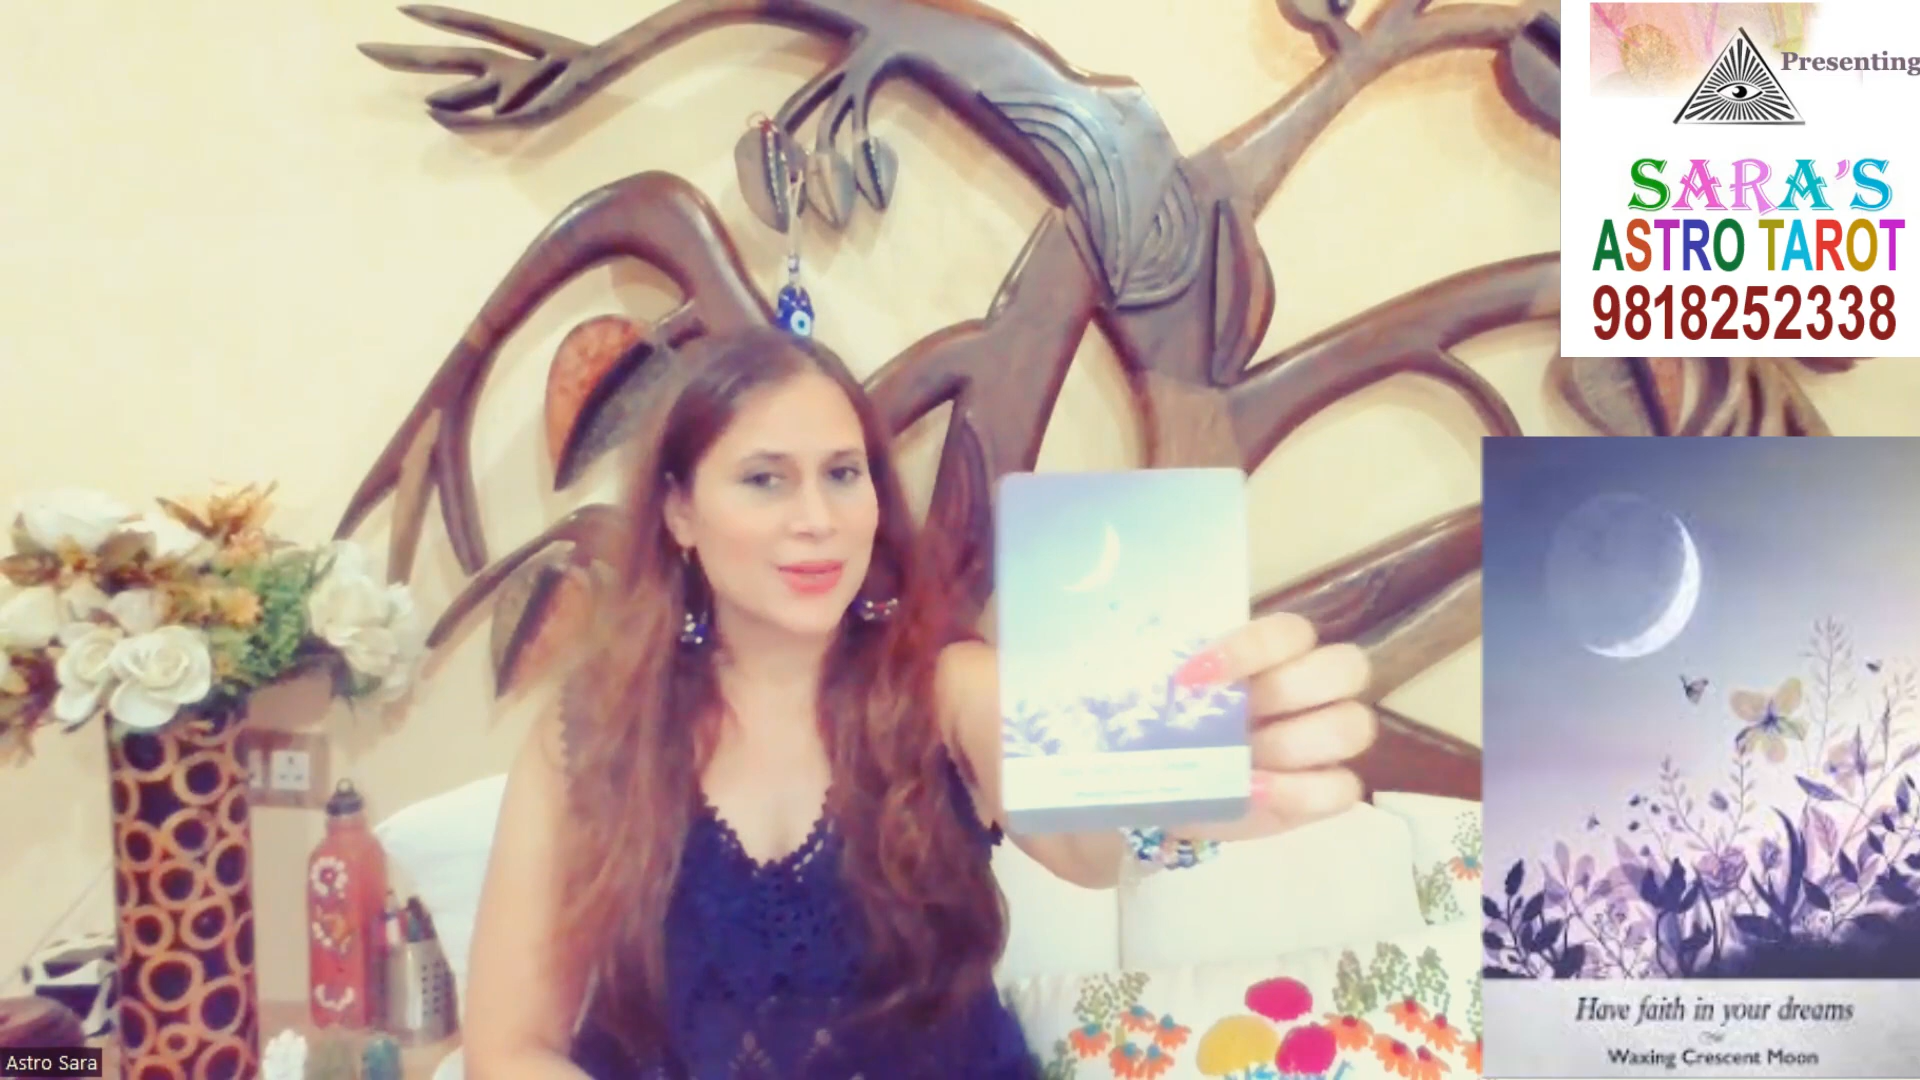 Presenting
SARA'S
ASTRO TAROT
9818252338
Have faith in your dreams
Waxing Crescent Moon
Astro Sara